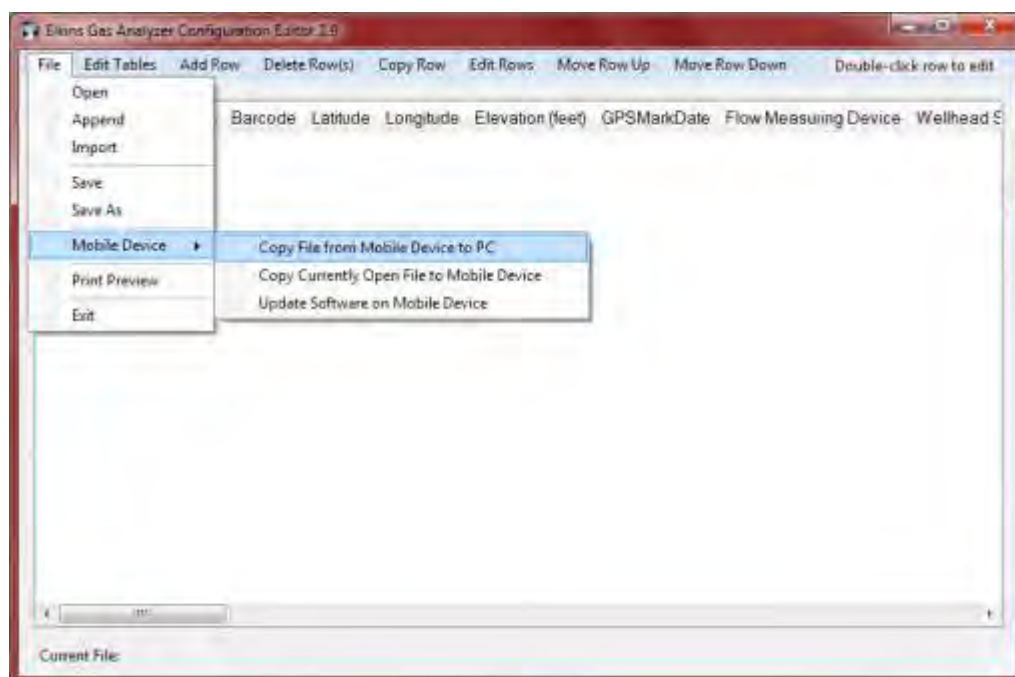 Elkins Gas Analyzer Configuration Editor 2.9
File Edit Tables Add Row Delete Row(s) Copy Row Edit Rows Move Row Up Move Row Down Double-click row to edit
Open
Append
Import
Save
Save As
Mobile Device
Print Preview
Exit
Copy File from Mobile Device to PC
Copy Currently Open File to Mobile Device
Update Software on Mobile Device
Barcode Latitude Longitude Elevation (feet) GPSMarkDate Flow Measuring Device Wellhead S
Current File: